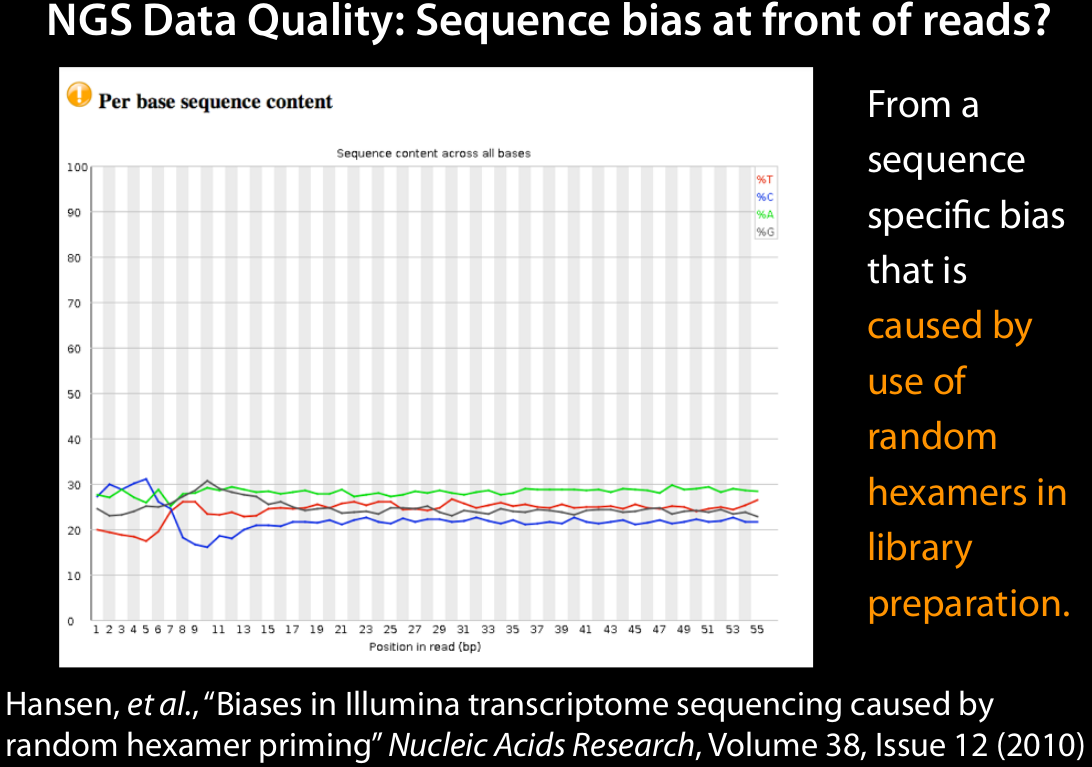 NGS Data Quality: Sequence bias at front of reads?
Per base sequence content
Sequence content across all bases
100
90
80
70
60
50
40
30
20
10
0
%T
%C
%A
%G
1 2 3 4 5 6 7 8 9 11 13 15 17 19 21 23 25 27 29 31 33 35 37 39 41 43 45 47 49 51 53 55
Position in read (bp)
From a
sequence
specific bias
that is
caused by
use of
random
hexamers in
library
preparation.
Hansen, et al., “Biases in Illumina transcriptome sequencing caused by
random hexamer priming” Nucleic Acids Research, Volume 38, Issue 12 (2010)